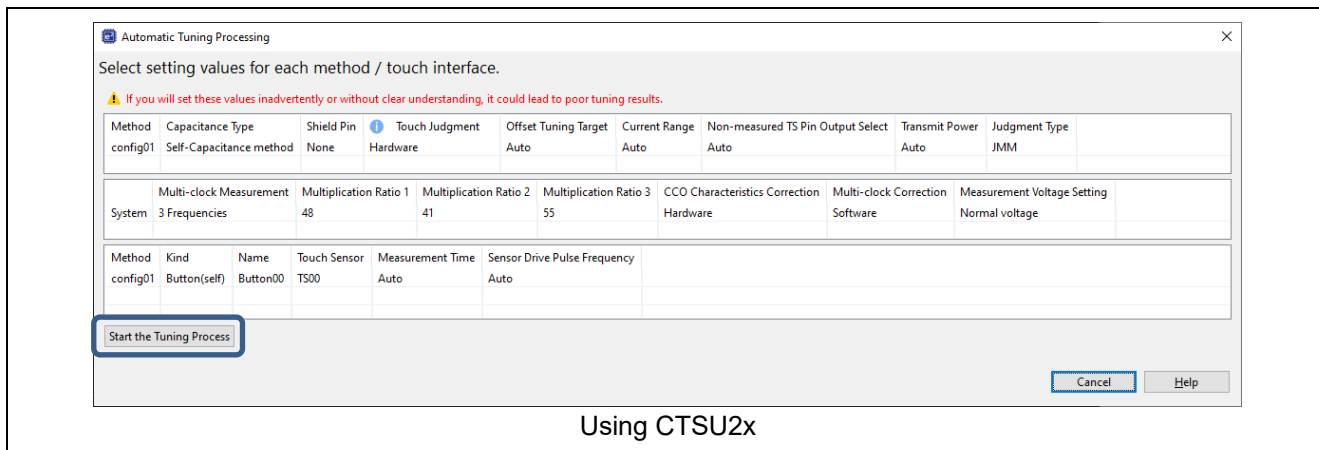 Automatic Tuning Processing
Select setting values for each method / touch interface.
If you will set these values inadvertently or without clear understanding, it could lead to poor tuning results.
Method Capacitance Type Shield Pin Touch Judgment Offset Tuning Target Current Range Non-measured TS Pin Output Select Transmit Power Judgment Type
config01 Self-Capacitance method None Hardware Auto Auto Auto Auto JMM
Multi-clock Measurement Multiplication Ratio 1 Multiplication Ratio 2 Multiplication Ratio 3 CCO Characteristics Correction Multi-clock Correction Measurement Voltage Setting
System 3 Frequencies 48 41 55 Hardware Software Normal voltage
Method Kind Name Touch Sensor Measurement Time Sensor Drive Pulse Frequency
config01 Button(self) Button00 TS00 Auto Auto
Start the Tuning Process
Cancel Help
Using CTSU2x